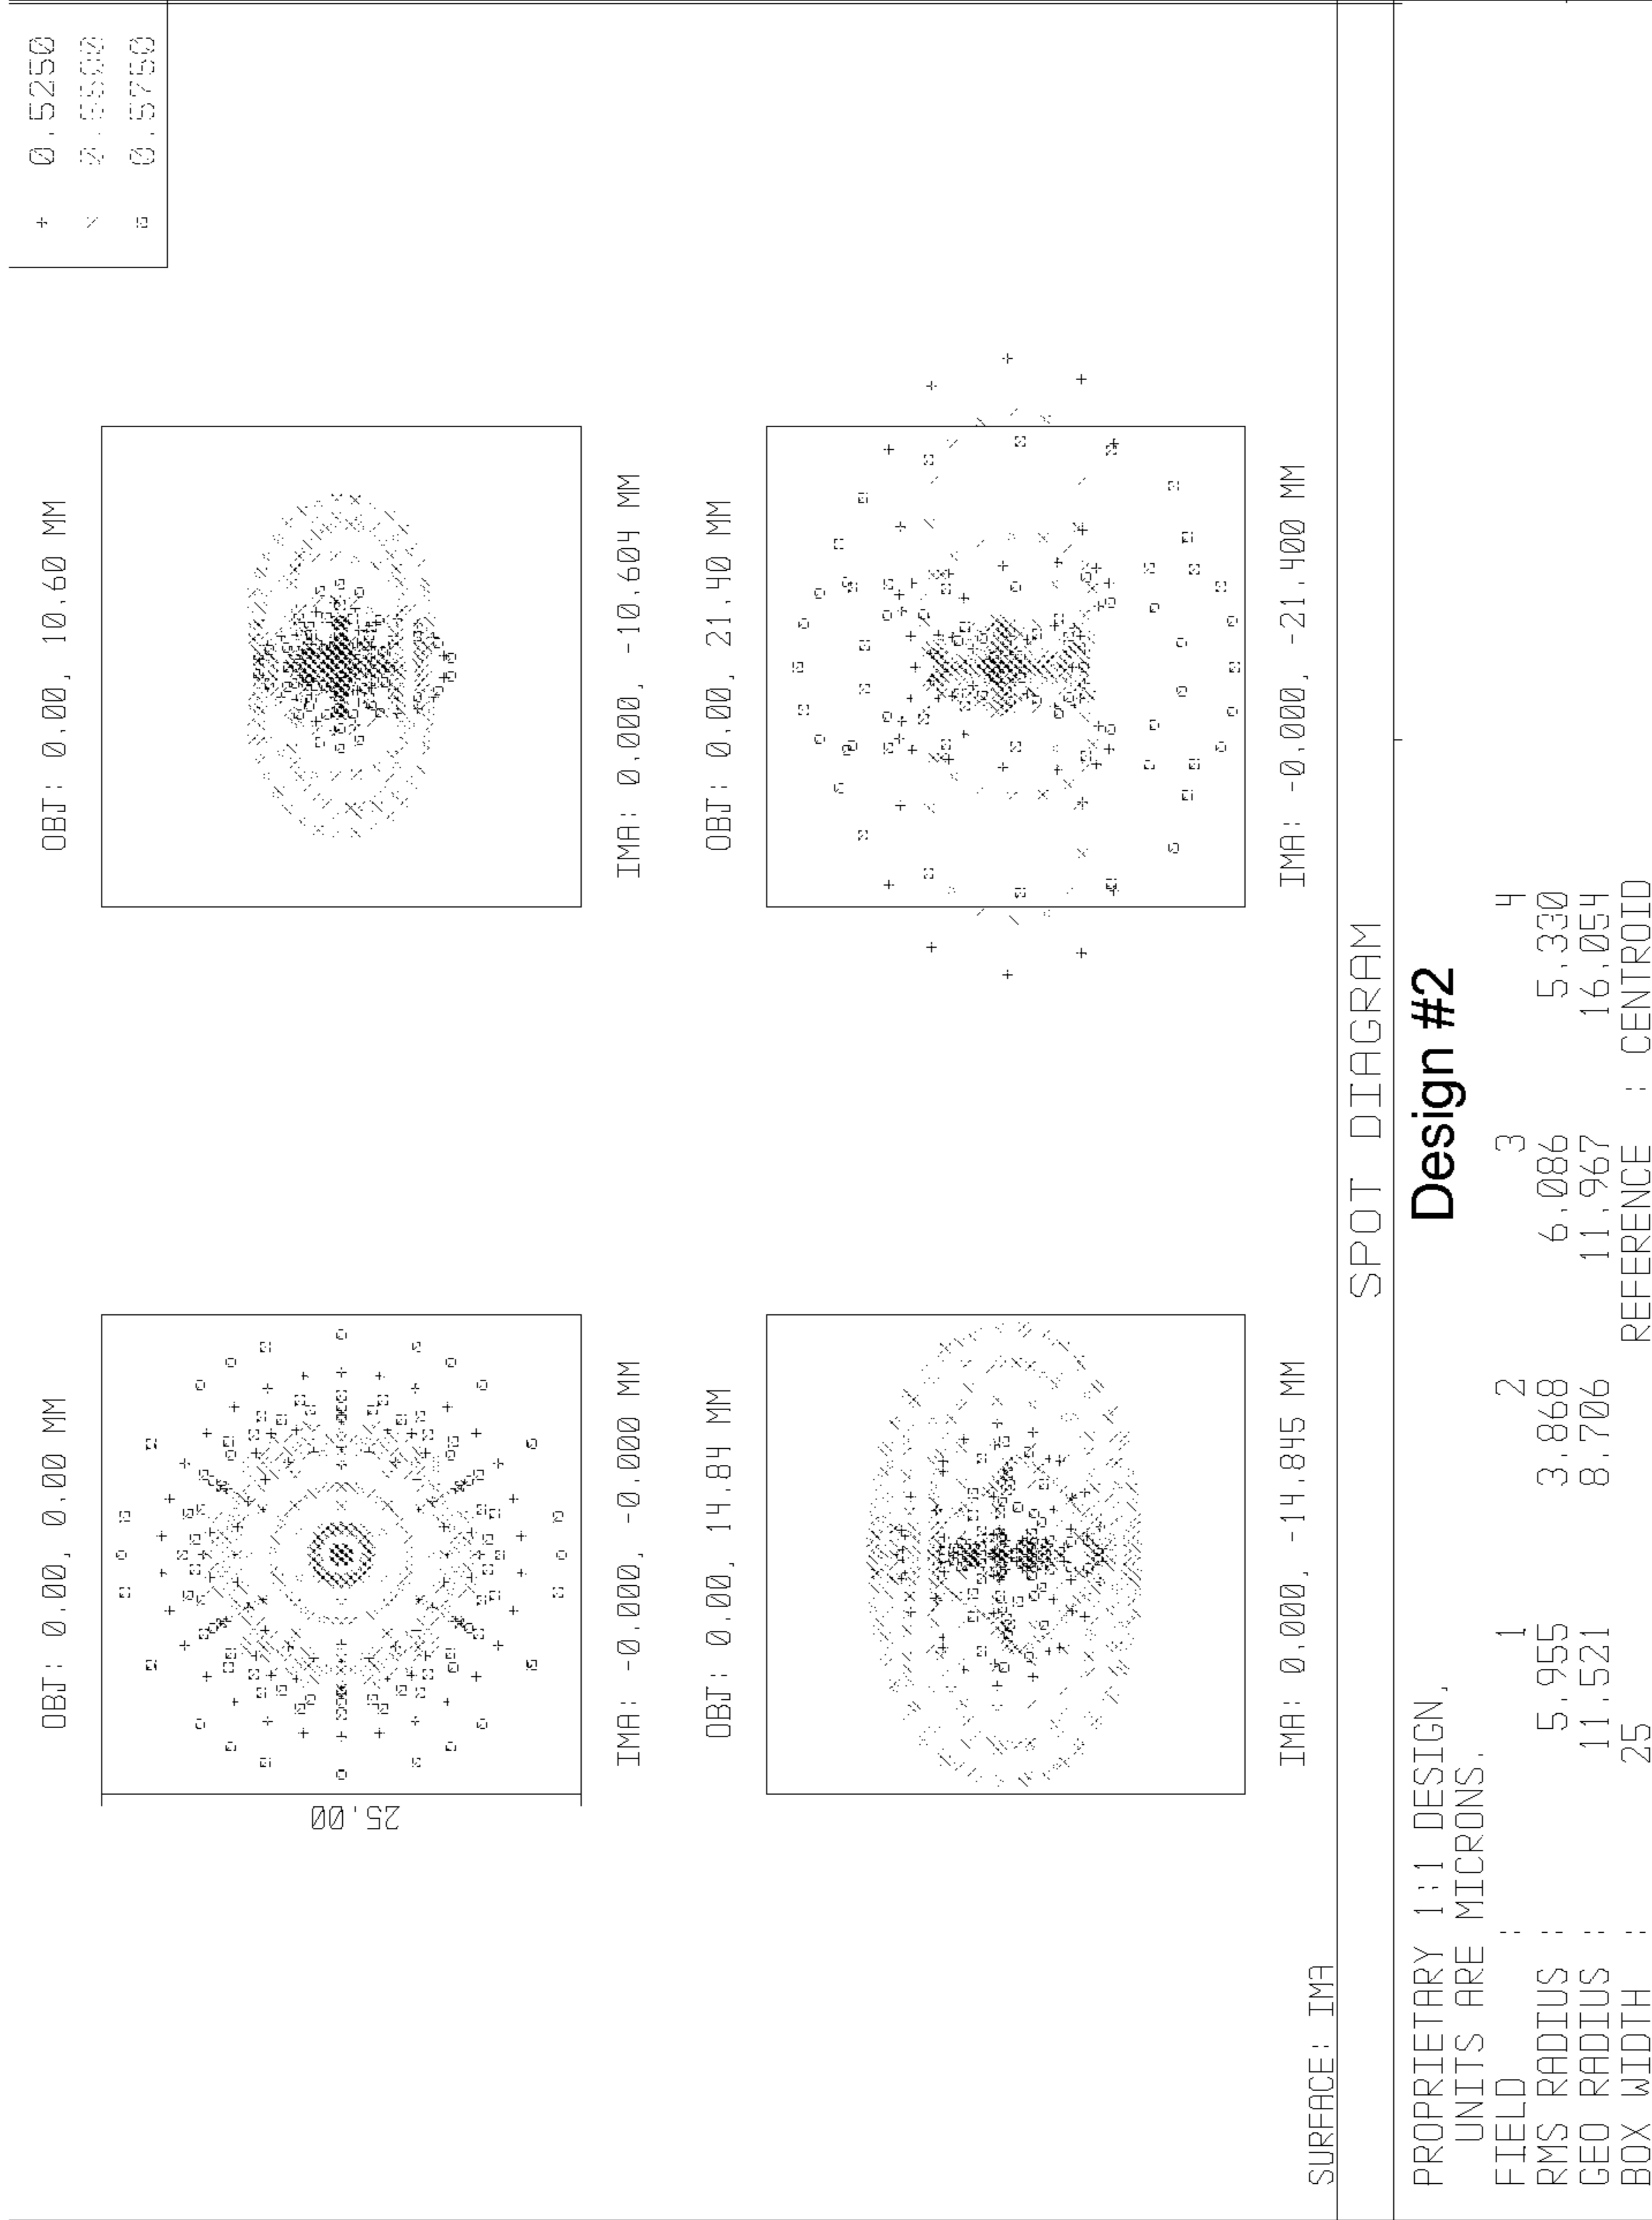 + 0.5250
× 0.5500
□ 0.5750
OBJ: 0.00, 0.00 MM
OBJ: 0.00, 10.60 MM
25.00
IMA: -0.000, -0.000 MM
IMA: 0.000, -10.604 MM
OBJ: 0.00, 14.84 MM
OBJ: 0.00, 21.40 MM
IMA: 0.000, -14.845 MM
IMA: -0.000, -21.400 MM
SURFACE: IMA
SPOT DIAGRAM
Design #2
PROPRIETARY 1:1 DESIGN,
UNITS ARE MICRONS.
FIELD : 1 2 3 4
RMS RADIUS : 5.955 3.868 6.086 5.330
GEO RADIUS : 11.521 8.706 11.967 16.054
BOX WIDTH : 25 REFERENCE : CENTROID